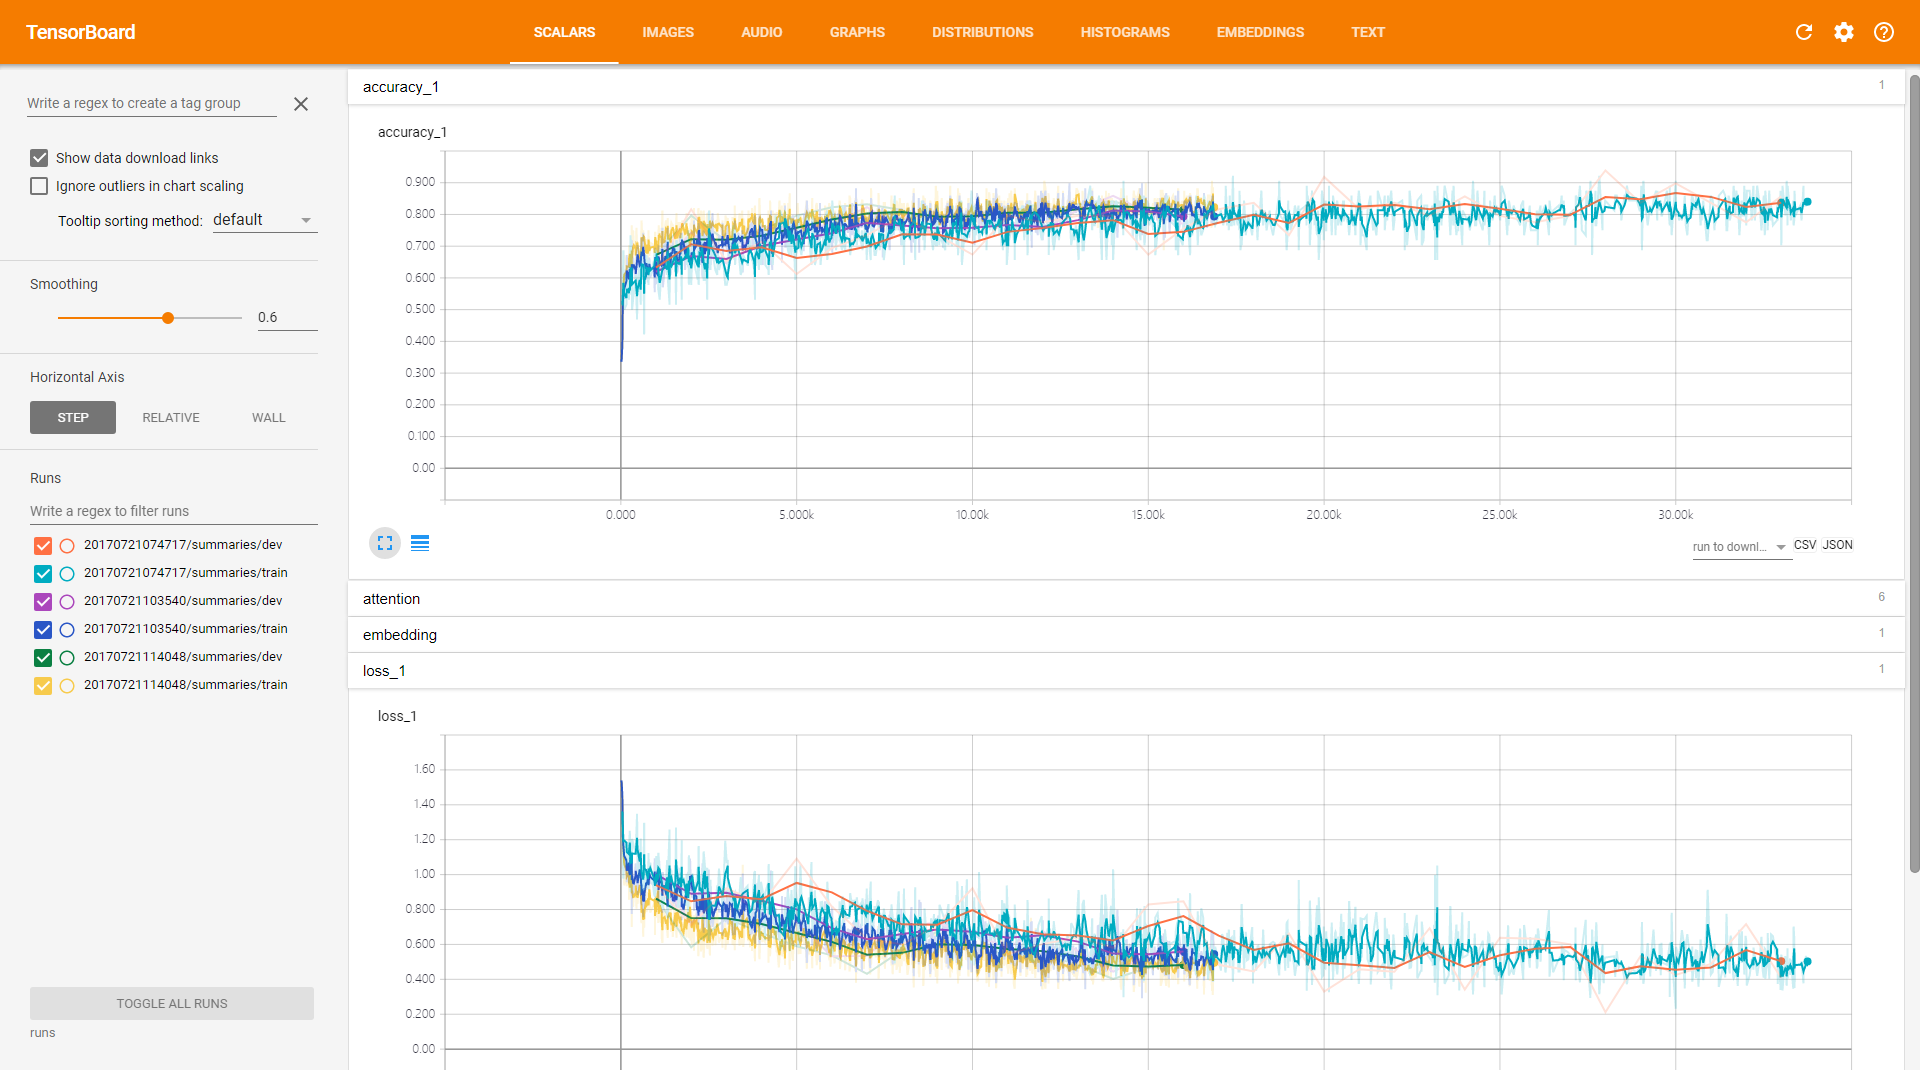 TensorBoard
SCALARS IMAGES AUDIO GRAPHS DISTRIBUTIONS HISTOGRAMS EMBEDDINGS TEXT
Write a regex to create a tag group
Show data download links
Ignore outliers in chart scaling
Tooltip sorting method: default
Smoothing
0.6
Horizontal Axis
STEP RELATIVE WALL
Runs
Write a regex to filter runs
20170721074717/summaries/dev
20170721074717/summaries/train
20170721103540/summaries/dev
20170721103540/summaries/train
20170721114048/summaries/dev
20170721114048/summaries/train
TOGGLE ALL RUNS
runs
accuracy_1 1
accuracy_1
0.900
0.800
0.700
0.600
0.500
0.400
0.300
0.200
0.100
0.00
0.000 5.000k 10.00k 15.00k 20.00k 25.00k 30.00k
run to downl... CSV JSON
attention 6
embedding 1
loss_1 1
loss_1
1.60
1.40
1.20
1.00
0.800
0.600
0.400
0.200
0.00